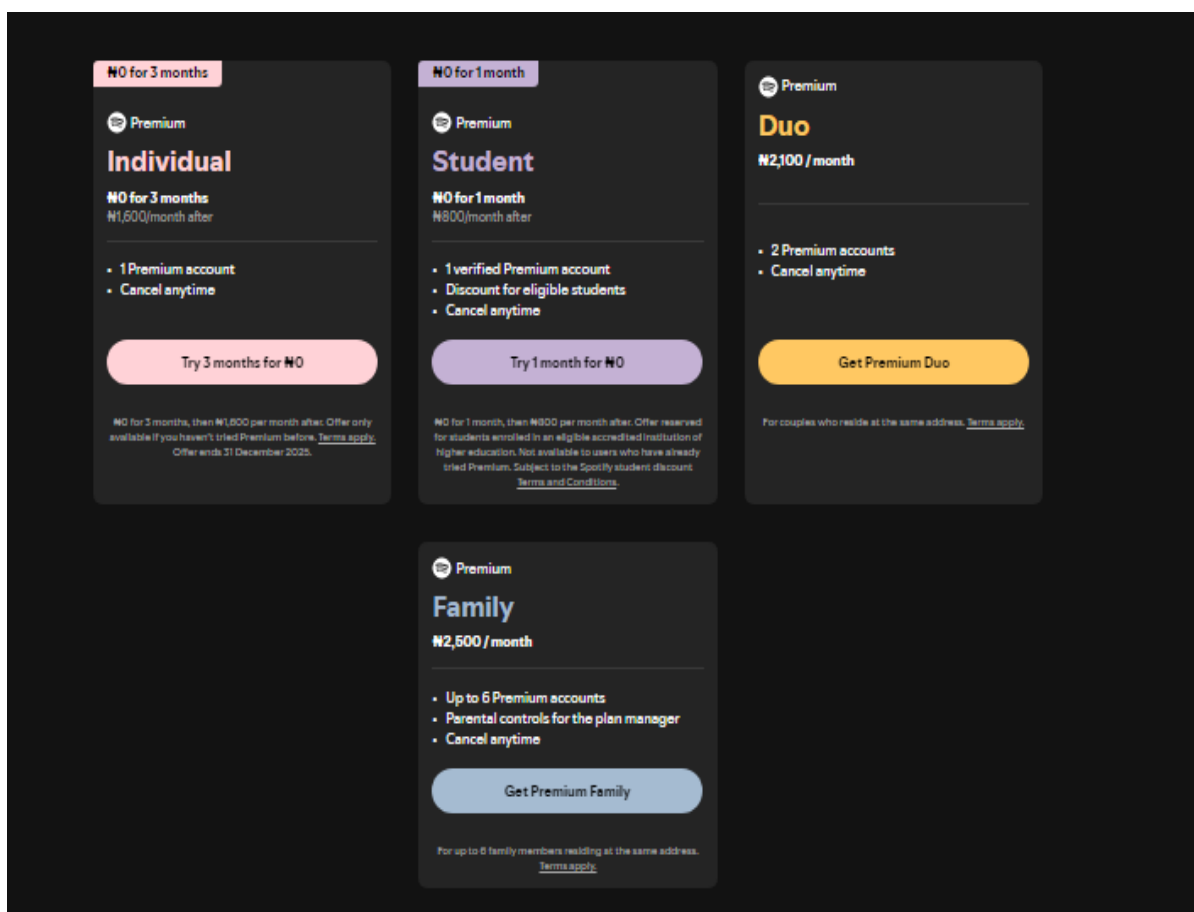 ₦0 for 3 months
Premium
Individual
₦0 for 3 months
₦1,600/month after
1 Premium account
Cancel anytime
Try 3 months for ₦0
₦0 for 3 months, then ₦1,600 per month after. Offer only
available if you haven't tried Premium before. Terms apply.
Offer ends 31 December 2025.
₦0 for 1 month
Premium
Student
₦0 for 1 month
₦800/month after
1 verified Premium account
Discount for eligible students
Cancel anytime
Try 1 month for ₦0
₦0 for 1 month, then ₦800 per month after. Offer reserved
for students enrolled in an eligible accredited institution of
higher education. Not available to users who have already
tried Premium. Subject to the Spotify student discount
Terms and Conditions.
Premium
Duo
₦2,100 / month
2 Premium accounts
Cancel anytime
Get Premium Duo
For couples who reside at the same address. Terms apply.
Premium
Family
₦2,500 / month
Up to 6 Premium accounts
Parental controls for the plan manager
Cancel anytime
Get Premium Family
For up to 6 family members residing at the same address.
Terms apply.